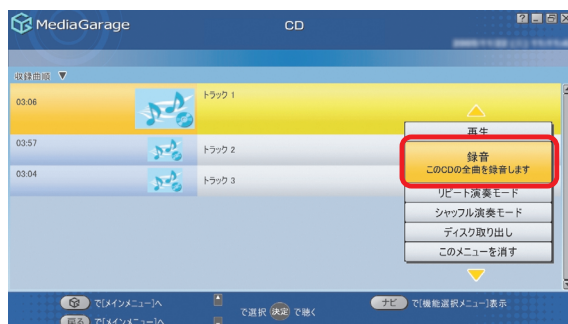 MediaGarage
CD
収録曲順 ▼
03:06
トラック 1
03:57
トラック 2
03:04
トラック 3
再生
録音
このCDの全曲を録音します
リピート演奏モード
シャッフル演奏モード
ディスク取り出し
このメニューを消す
で[メインメニュー]へ
戻る で[メインメニュー]へ
で選択 決定 で聴く
ナビ で[機能選択メニュー]表示